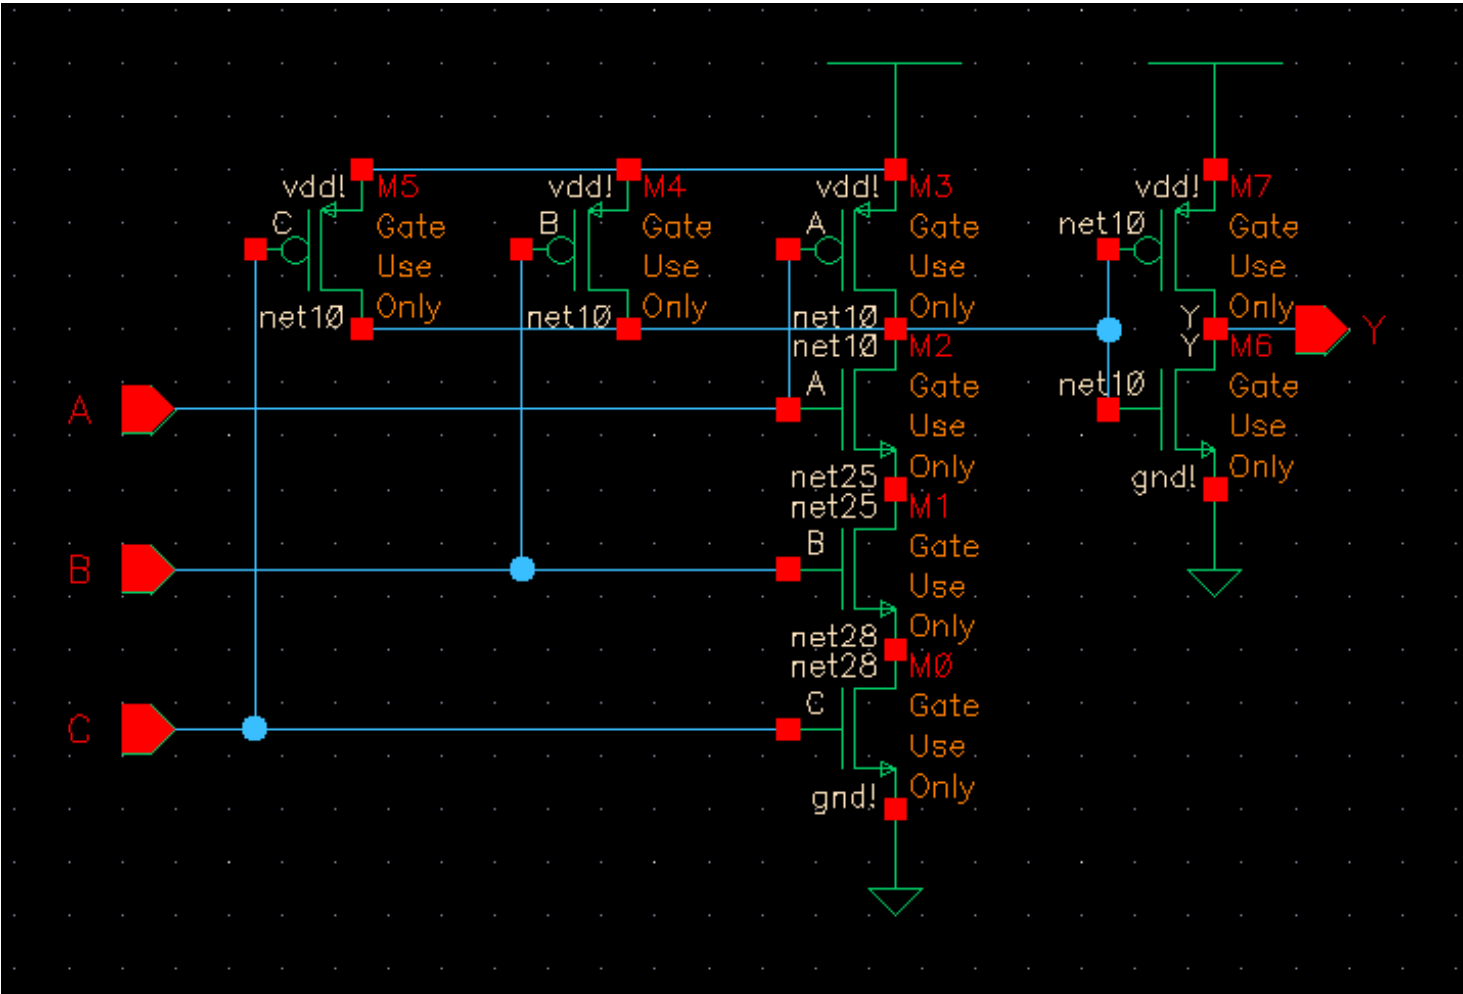 vdd! M5 vdd! M4 vdd! M3 vdd! M7
C Gate B Gate A Gate net10 Gate
Use Use Use Use
net10 Only net10 Only net10 Only Y Only
Y
net10 M2 Y M6
A A Gate net10 Gate
Use Use
net25 Only gnd! Only
net25 M1
B B Gate
Use
net28 Only
net28 M0
C C Gate
Use
gnd! Only